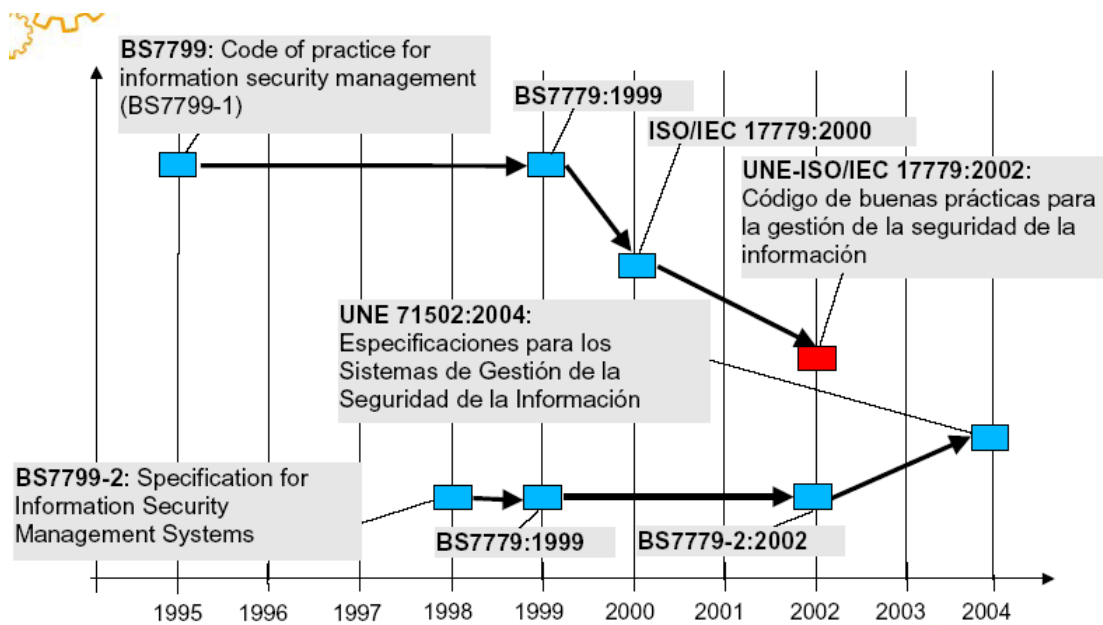 BS7799: Code of practice for
information security management
(BS7799-1)
BS7779:1999
ISO/IEC 17779:2000
UNE-ISO/IEC 17779:2002:
Código de buenas prácticas para
la gestión de la seguridad de la
información
UNE 71502:2004:
Especificaciones para los
Sistemas de Gestión de la
Seguridad de la Información
BS7799-2: Specification for
Information Security
Management Systems
BS7779:1999
BS7779-2:2002
1995 1996 1997 1998 1999 2000 2001 2002 2003 2004